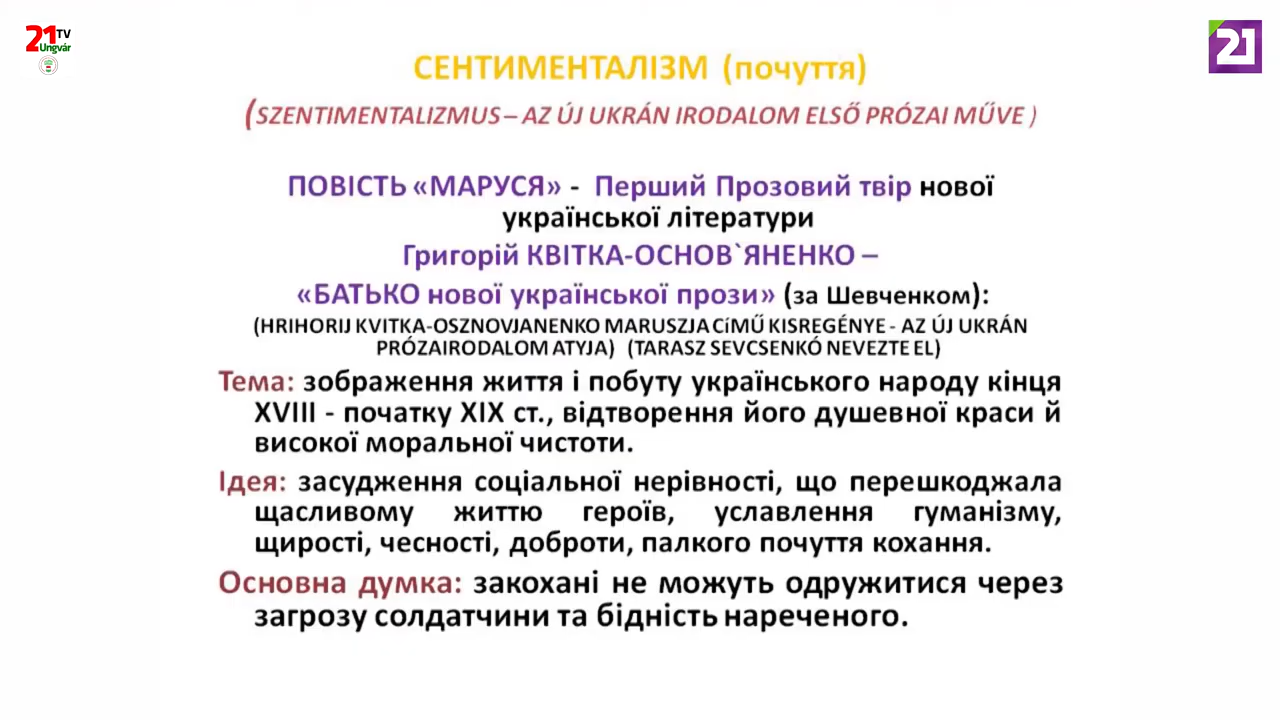 21 TV
Ungvár
21
СЕНТИМЕНТАЛІЗМ (почуття)
(SZENTIMENTALIZMUS – AZ ÚJ UKRÁN IRODALOM ELSŐ PRÓZAI MŰVE )
ПОВІСТЬ «МАРУСЯ» - Перший Прозовий твір нової
української літератури
Григорій КВІТКА-ОСНОВ`ЯНЕНКО –
«БАТЬКО нової української прози» (за Шевченком):
(HRIHORIJ KVITKA-OSZNOVJANENKO MARUSZJA CíMŰ KISREGÉNYE - AZ ÚJ UKRÁN
PRÓZAIRODALOM ATYJA) (TARASZ SEVCSENKÓ NEVEZTE EL)
Тема: зображення життя і побуту українського народу кінця
XVIII - початку XIX ст., відтворення його душевної краси й
високої моральної чистоти.
Ідея: засудження соціальної нерівності, що перешкоджала
щасливому життю героїв, уславлення гуманізму,
щирості, чесності, доброти, палкого почуття кохання.
Основна думка: закохані не можуть одружитися через
загрозу солдатчини та бідність нареченого.